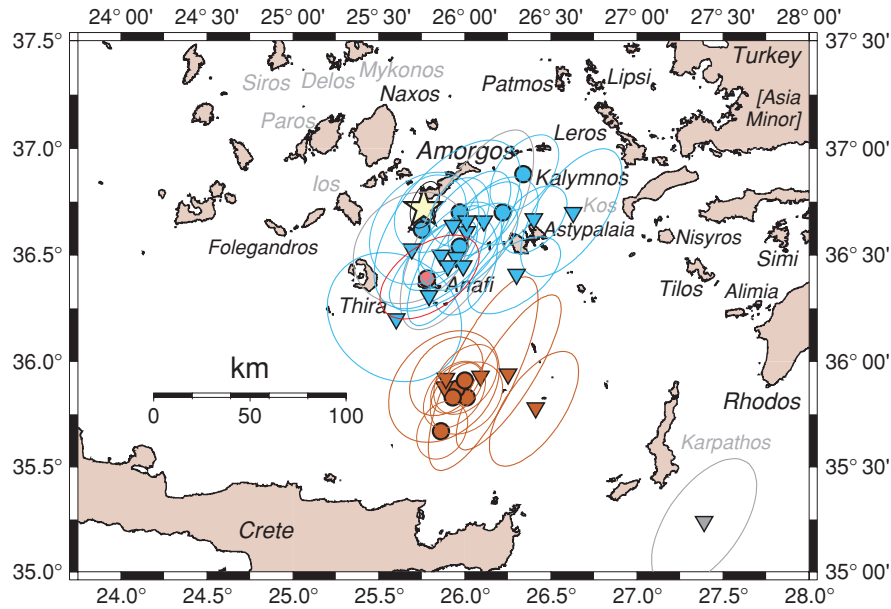 24° 00' 24° 30' 25° 00' 25° 30' 26° 00' 26° 30' 27° 00' 27° 30' 28° 00'
37.5° 37° 30'
Mykonos
Siros Delos
Naxos
Patmos Lipsi
Turkey
[Asia
Minor]
Paros
Leros
37.0° 37° 00'
Amorgos
Ios
Kalymnos
Kos
Folegandros
Astypalaia
Nisyros
36.5° 36° 30'
Simi
Anafi
Tilos
Thira
Alimia
36.0° 36° 00'
km
0 50 100
Rhodos
Karpathos
35.5° 35° 30'
Crete
35.0° 35° 00'
24.0° 24.5° 25.0° 25.5° 26.0° 26.5° 27.0° 27.5° 28.0°